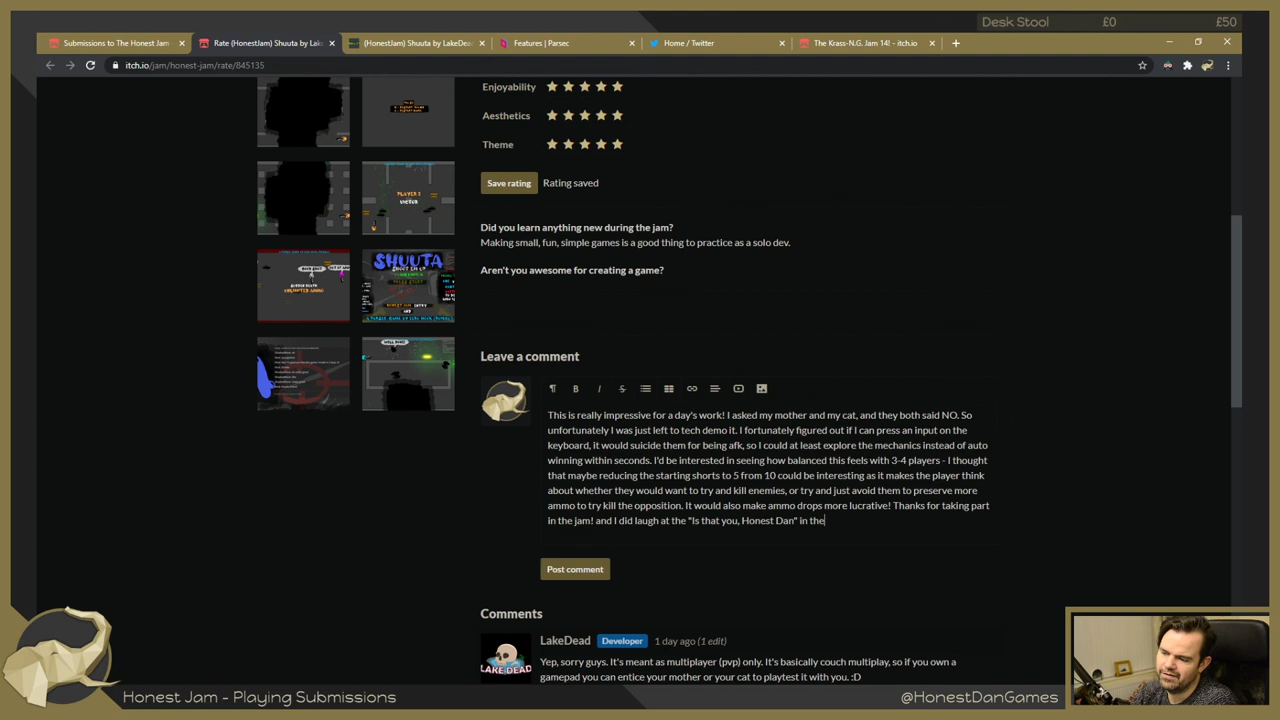 Desk Stool £0 £50
Submissions to The Honest Jam
Rate (HonestJam) Shuuta by Lak
(HonestJam) Shuuta by LakeDea
Features | Parsec
Home / Twitter
The Krass-N.G. Jam 14! - itch.io
itch.io/jam/honest-jam/rate/845135
Enjoyability
Aesthetics
Theme
Save rating Rating saved
Did you learn anything new during the jam?
Making small, fun, simple games is a good thing to practice as a solo dev.
Aren't you awesome for creating a game?
PLAYER 2
VICTOR
SHUUTA
Leave a comment
This is really impressive for a day's work! I asked my mother and my cat, and they both said NO. So
unfortunately I was just left to tech demo it. I fortunately figured out if I can press an input on the
keyboard, it would suicide them for being afk, so I could at least explore the mechanics instead of auto
winning within seconds. I'd be interested in seeing how balanced this feels with 3-4 players - I thought
that maybe reducing the starting shorts to 5 from 10 could be interesting as it makes the player think
about whether they would want to try and kill enemies, or try and just avoid them to preserve more
ammo to try kill the opposition. It would also make ammo drops more lucrative! Thanks for taking part
in the jam! and I did laugh at the "Is that you, Honest Dan" in the
Post comment
Comments
LakeDead Developer 1 day ago (1 edit)
LAKE DEAD
Yep, sorry guys. It's meant as multiplayer (pvp) only. It's basically couch multiplay, so if you own a
gamepad you can entice your mother or your cat to playtest it with you. :D
Honest Jam - Playing Submissions
@HonestDanGames